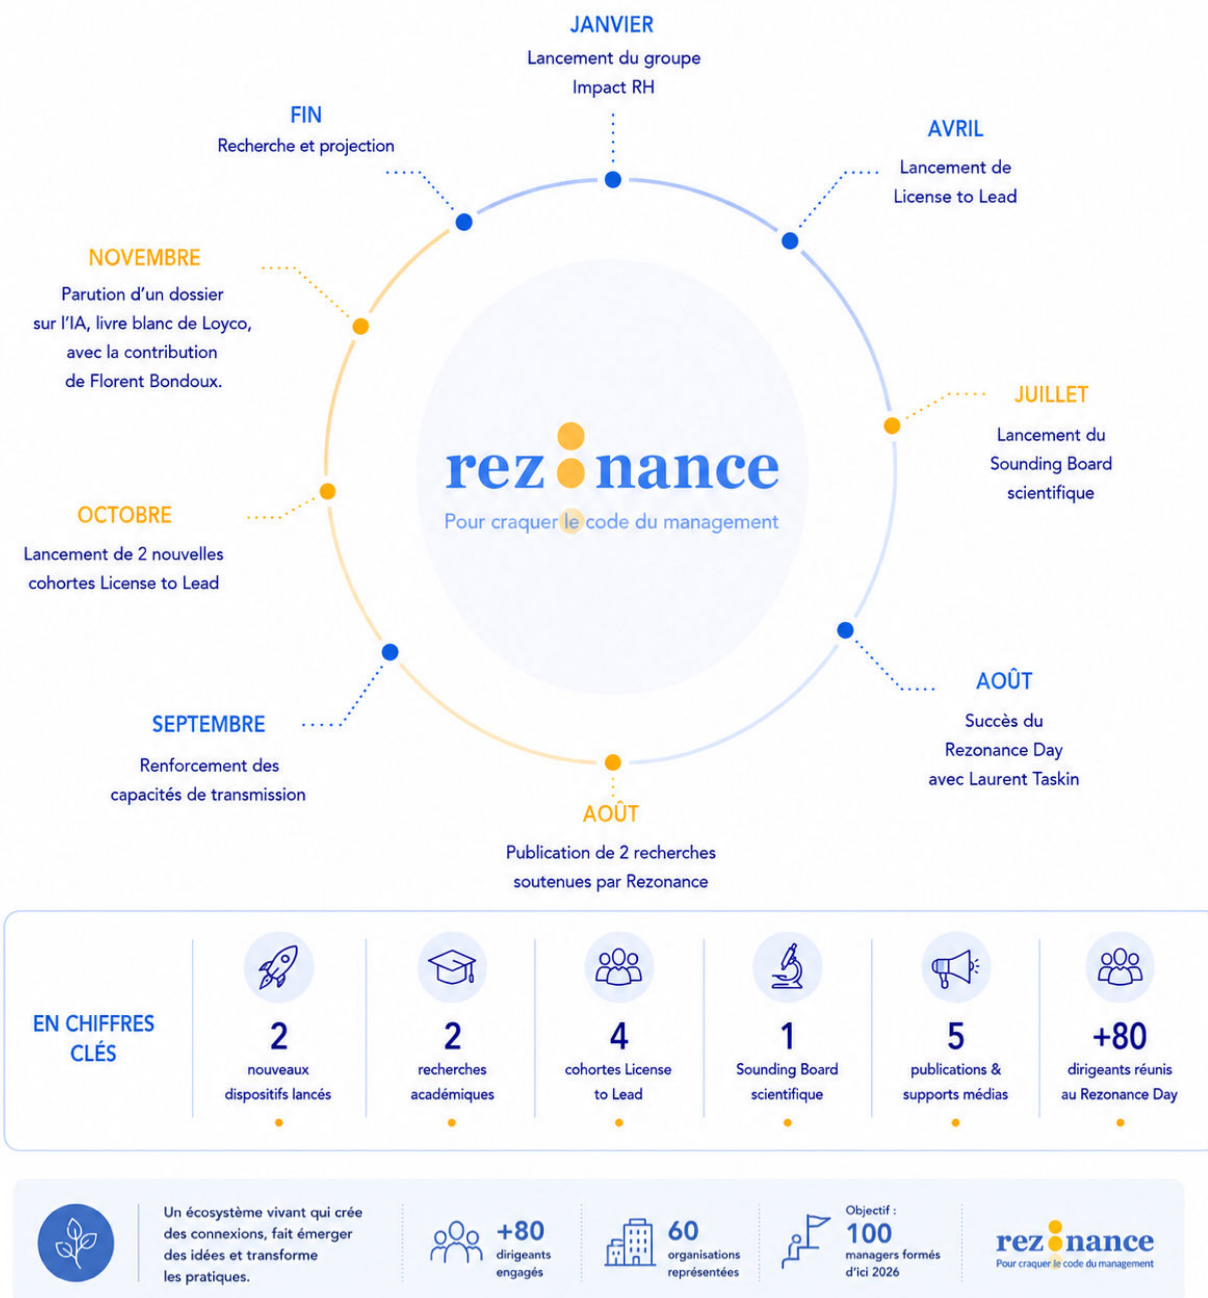 JANVIER
Lancement du groupe
Impact RH
AVRIL
Lancement de
License to Lead
JUILLET
Lancement du
Sounding Board
scientifique
AOÛT
Succès du
Rezonance Day
avec Laurent Taskin
AOÛT
Publication de 2 recherches
soutenues par Rezonance
SEPTEMBRE
Renforcement des
capacités de transmission
OCTOBRE
Lancement de 2 nouvelles
cohortes License to Lead
NOVEMBRE
Parution d'un dossier
sur l'IA, livre blanc de Loyco,
avec la contribution
de Florent Bondoux.
FIN
Recherche et projection
rezonance
Pour craquer le code du management
EN CHIFFRES
CLÉS
2
nouveaux
dispositifs lancés
2
recherches
académiques
4
cohortes License
to Lead
1
Sounding Board
scientifique
5
publications &
supports médias
+80
dirigeants réunis
au Rezonance Day
Un écosystème vivant qui crée
des connexions, fait émerger
des idées et transforme
les pratiques.
+80
dirigeants
engagés
60
organisations
représentées
Objectif :
100
managers formés
d'ici 2026
rezonance
Pour craquer le code du management